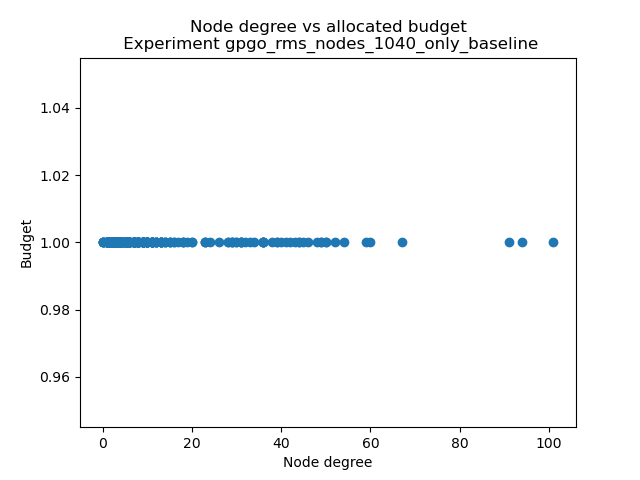 Node degree vs allocated budget
Experiment gpgo_rms_nodes_1040_only_baseline
1.04
1.02
1.00
0.98
0.96
Budget
0
20
40
60
80
100
Node degree